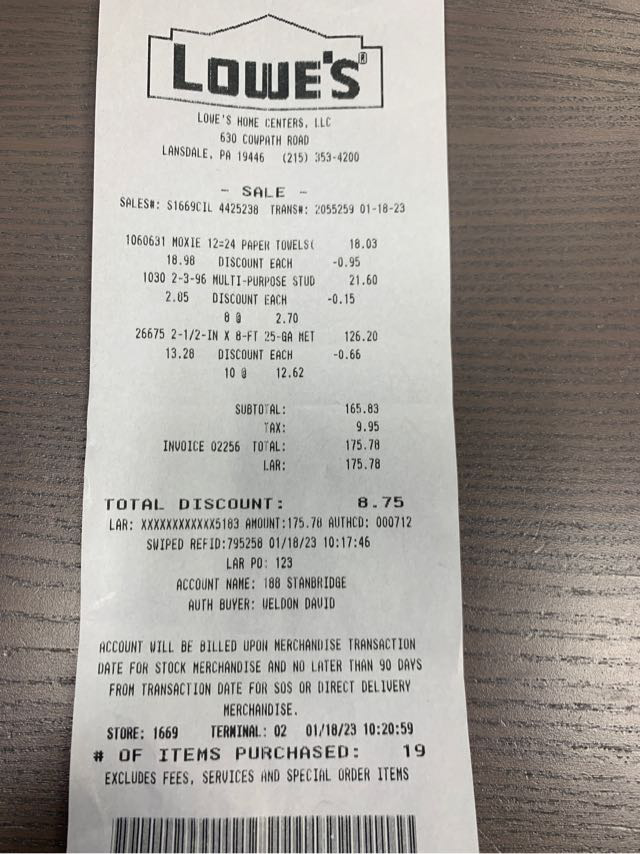 LOWE'S®
LOWE'S HOME CENTERS, LLC
630 COWPATH ROAD
LANSDALE, PA 19446 (215) 353-4200
- SALE -
SALES#: S1669CIL 4425238 TRANS#: 2055259 01-18-23
1060631 MOXIE 12=24 PAPER TOWELS( 18.03
18.98 DISCOUNT EACH -0.95
1030 2-3-96 MULTI-PURPOSE STUD 21.60
2.85 DISCOUNT EACH -0.15
8 @ 2.70
26675 2-1/2-IN X 8-FT 25-GA MET 126.20
13.28 DISCOUNT EACH -0.66
10 @ 12.62
SUBTOTAL: 165.83
TAX: 9.95
INVOICE 02256 TOTAL: 175.78
LAR: 175.78
TOTAL DISCOUNT: 8.75
LAR: XXXXXXXXXXXX5183 AMOUNT:175.78 AUTHCD: 000712
SWIPED REFID:795258 01/18/23 10:17:46
LAR PO: 123
ACCOUNT NAME: 188 STANBRIDGE
AUTH BUYER: WELDON DAVID
ACCOUNT WILL BE BILLED UPON MERCHANDISE TRANSACTION
DATE FOR STOCK MERCHANDISE AND NO LATER THAN 90 DAYS
FROM TRANSACTION DATE FOR SOS OR DIRECT DELIVERY
MERCHANDISE.
STORE: 1669 TERMINAL: 02 01/18/23 10:20:59
# OF ITEMS PURCHASED: 19
EXCLUDES FEES, SERVICES AND SPECIAL ORDER ITEMS